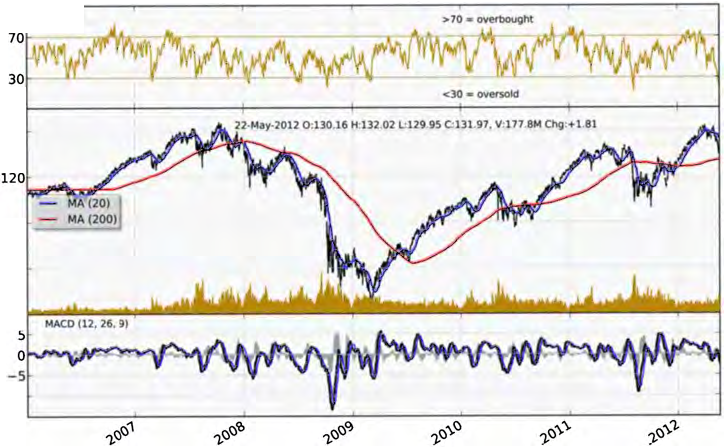 >70 = overbought
70
30
<30 = oversold
22-May-2012 O:130.16 H:132.02 L:129.95 C:131.97, V:177.8M Chg:+1.81
120
MA (20)
MA (200)
MACD (12, 26, 9)
5
0
−5
2007
2008
2009
2010
2011
2012